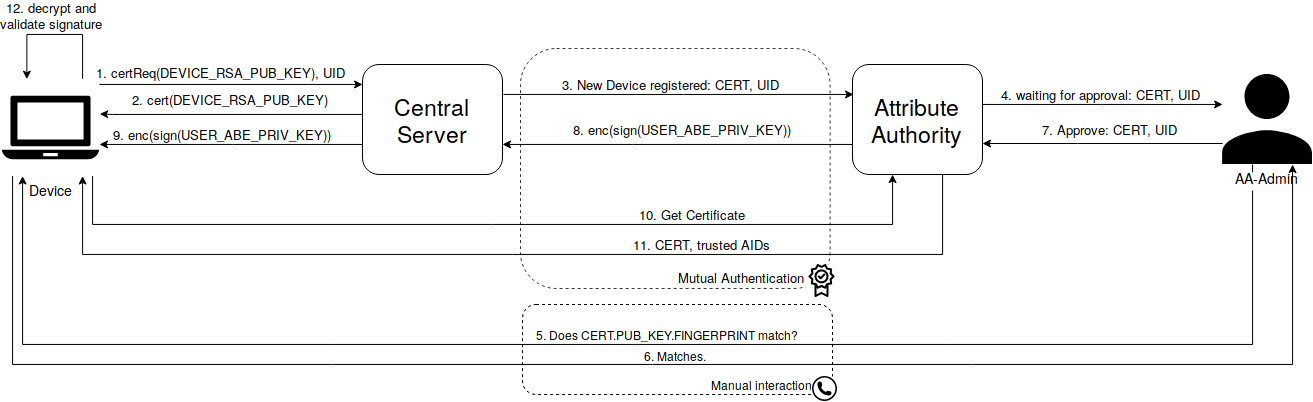 12. decrypt and
validate signature
1. certReq(DEVICE_RSA_PUB_KEY), UID
2. cert(DEVICE_RSA_PUB_KEY)
9. enc(sign(USER_ABE_PRIV_KEY))
Device
Central
Server
3. New Device registered: CERT, UID
8. enc(sign(USER_ABE_PRIV_KEY))
Attribute
Authority
4. waiting for approval: CERT, UID
7. Approve: CERT, UID
AA-Admin
10. Get Certificate
11. CERT, trusted AIDs
Mutual Authentication
5. Does CERT.PUB_KEY.FINGERPRINT match?
6. Matches.
Manual interaction